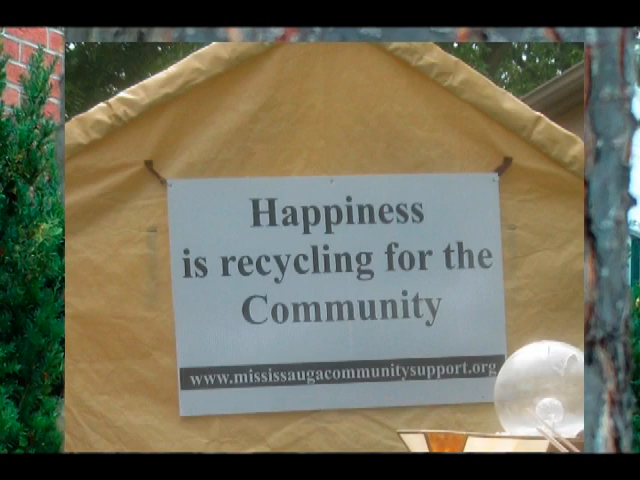 Happiness
is recycling for the
Community
www.mississaugacommunitysupport.org